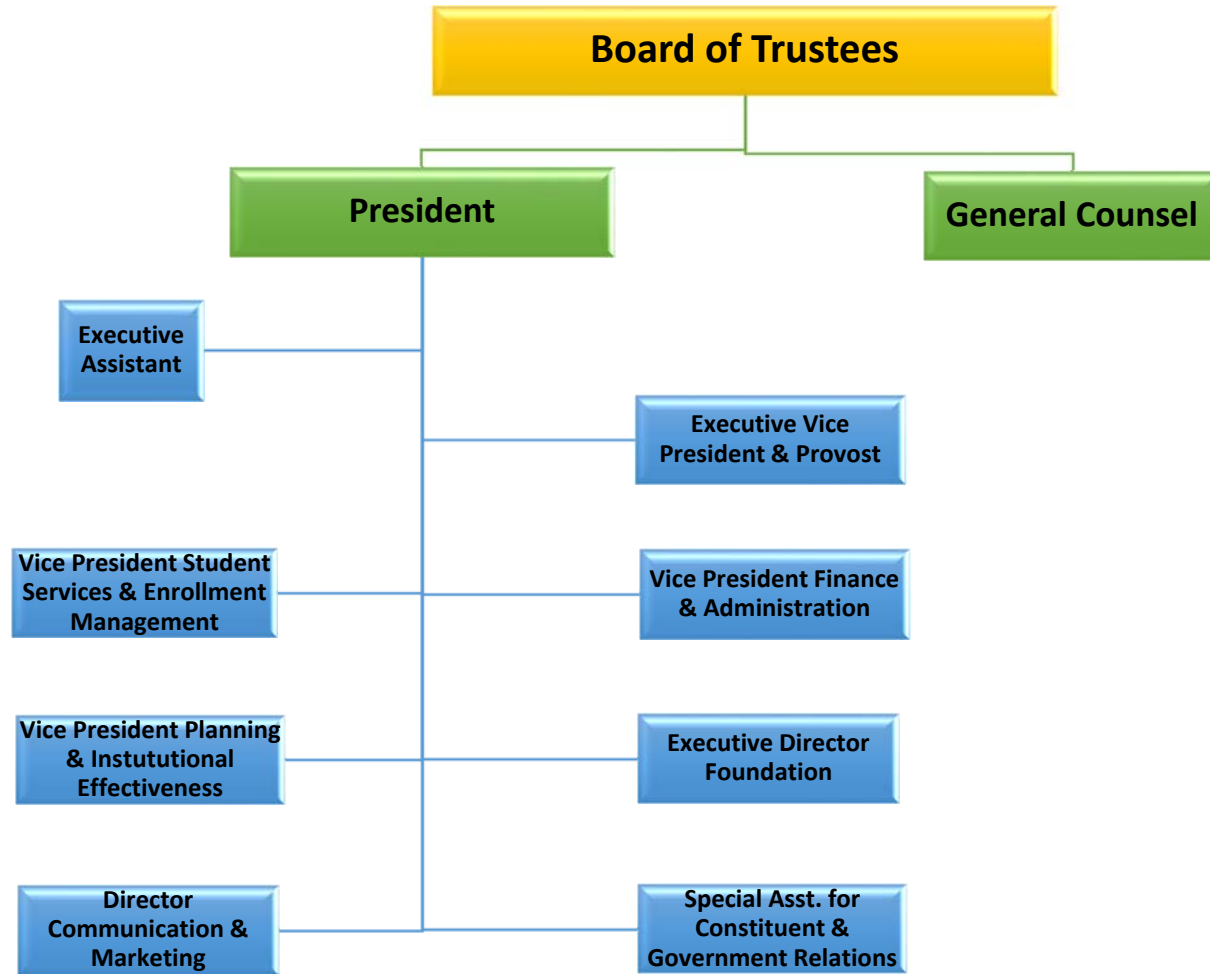 Board of Trustees
President
General Counsel
Executive
Assistant
Executive Vice
President & Provost
Vice President Student
Services & Enrollment
Management
Vice President Finance
& Administration
Vice President Planning
& Instutional
Effectiveness
Executive Director
Foundation
Director
Communication &
Marketing
Special Asst. for
Constituent &
Government Relations